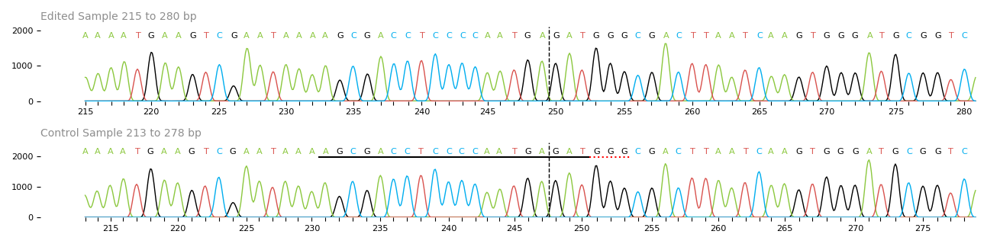 Edited Sample 215 to 280 bp
2000
A A A A T G A A G T C G A A T A A A A G C G A C C T C C C C A A T G A G A T G G G C G A C T T A A T C A A G T G G G A T G C G G T C
1000
0
215 220 225 230 235 240 245 250 255 260 265 270 275 280
Control Sample 213 to 278 bp
A A A A T G A A G T C G A A T A A A A G C G A C C T C C C C A A T G A G A T G G G C G A C T T A A T C A A G T G G G A T G C G G T C
2000
1000
0
215 220 225 230 235 240 245 250 255 260 265 270 275